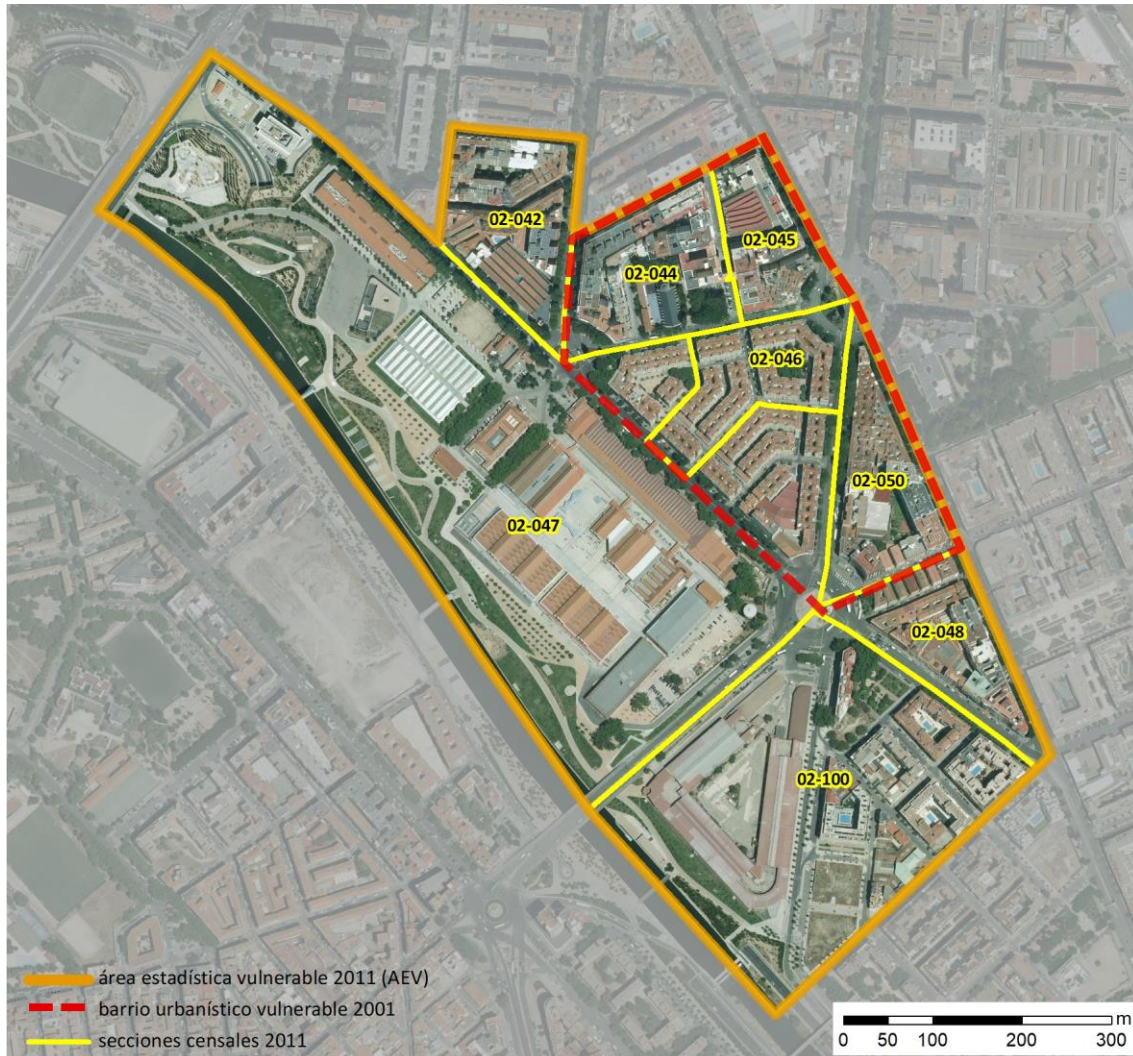 02-042
02-045
02-044
02-046
02-050
02-047
02-048
02-100
área estadística vulnerable 2011 (AEV)
barrio urbanístico vulnerable 2001
secciones censales 2011
m
0 50 100 200 300